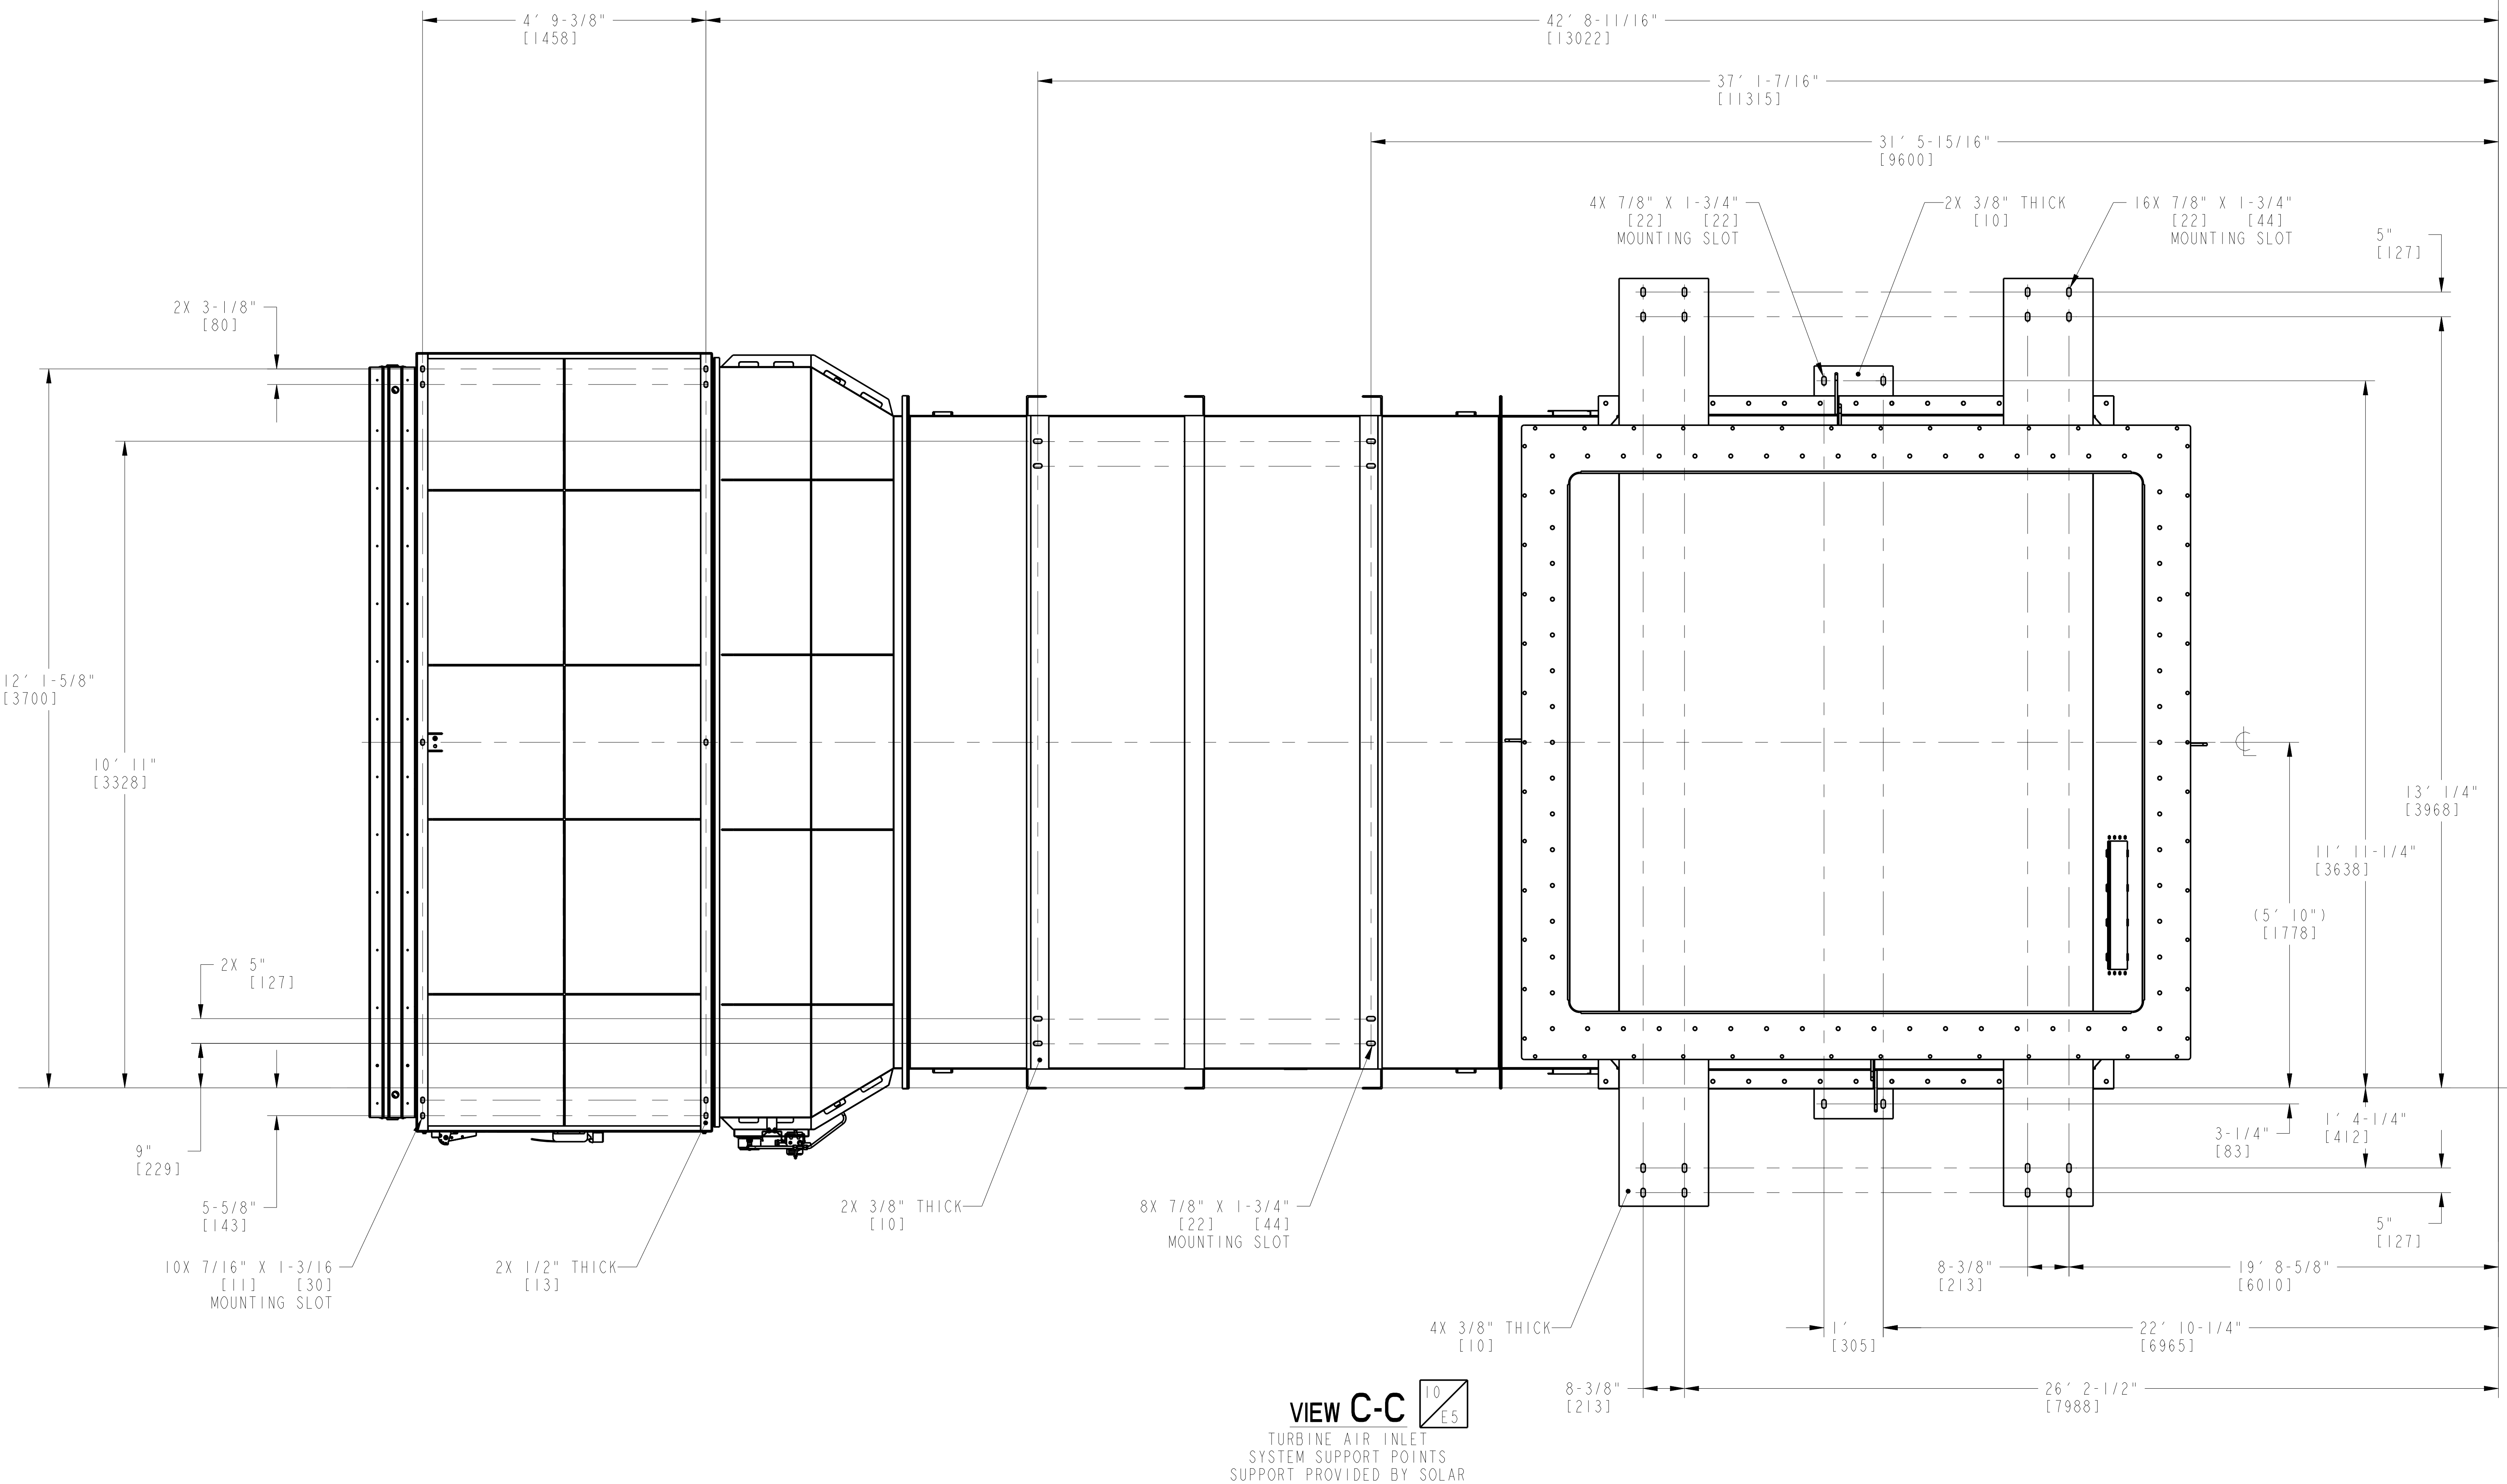 4' 9-3/8"
[1458]
42' 8-11/16"
[13022]
37' 1-7/16"
[11315]
31' 5-15/16"
[9600]
4X 7/8" X 1-3/4"
[22] [22]
MOUNTING SLOT
2X 3/8" THICK
[10]
16X 7/8" X 1-3/4"
[22] [44]
MOUNTING SLOT
5"
[127]
2X 3-1/8"
[80]
12' 1-5/8"
[3700]
10' 11"
[3328]
13' 1/4"
[3968]
11' 11-1/4"
[3638]
(5' 10")
[1778]
2X 5"
[127]
9"
[229]
5-5/8"
[143]
1' 4-1/4"
[412]
3-1/4"
[83]
2X 3/8" THICK
[10]
8X 7/8" X 1-3/4"
[22] [44]
MOUNTING SLOT
5"
[127]
10X 7/16" X 1-3/16
[11] [30]
MOUNTING SLOT
2X 1/2" THICK
[13]
8-3/8"
[213]
19' 8-5/8"
[6010]
4X 3/8" THICK
[10]
1'
[305]
22' 10-1/4"
[6965]
8-3/8"
[213]
26' 2-1/2"
[7988]
VIEW C-C
10
E5
TURBINE AIR INLET
SYSTEM SUPPORT POINTS
SUPPORT PROVIDED BY SOLAR